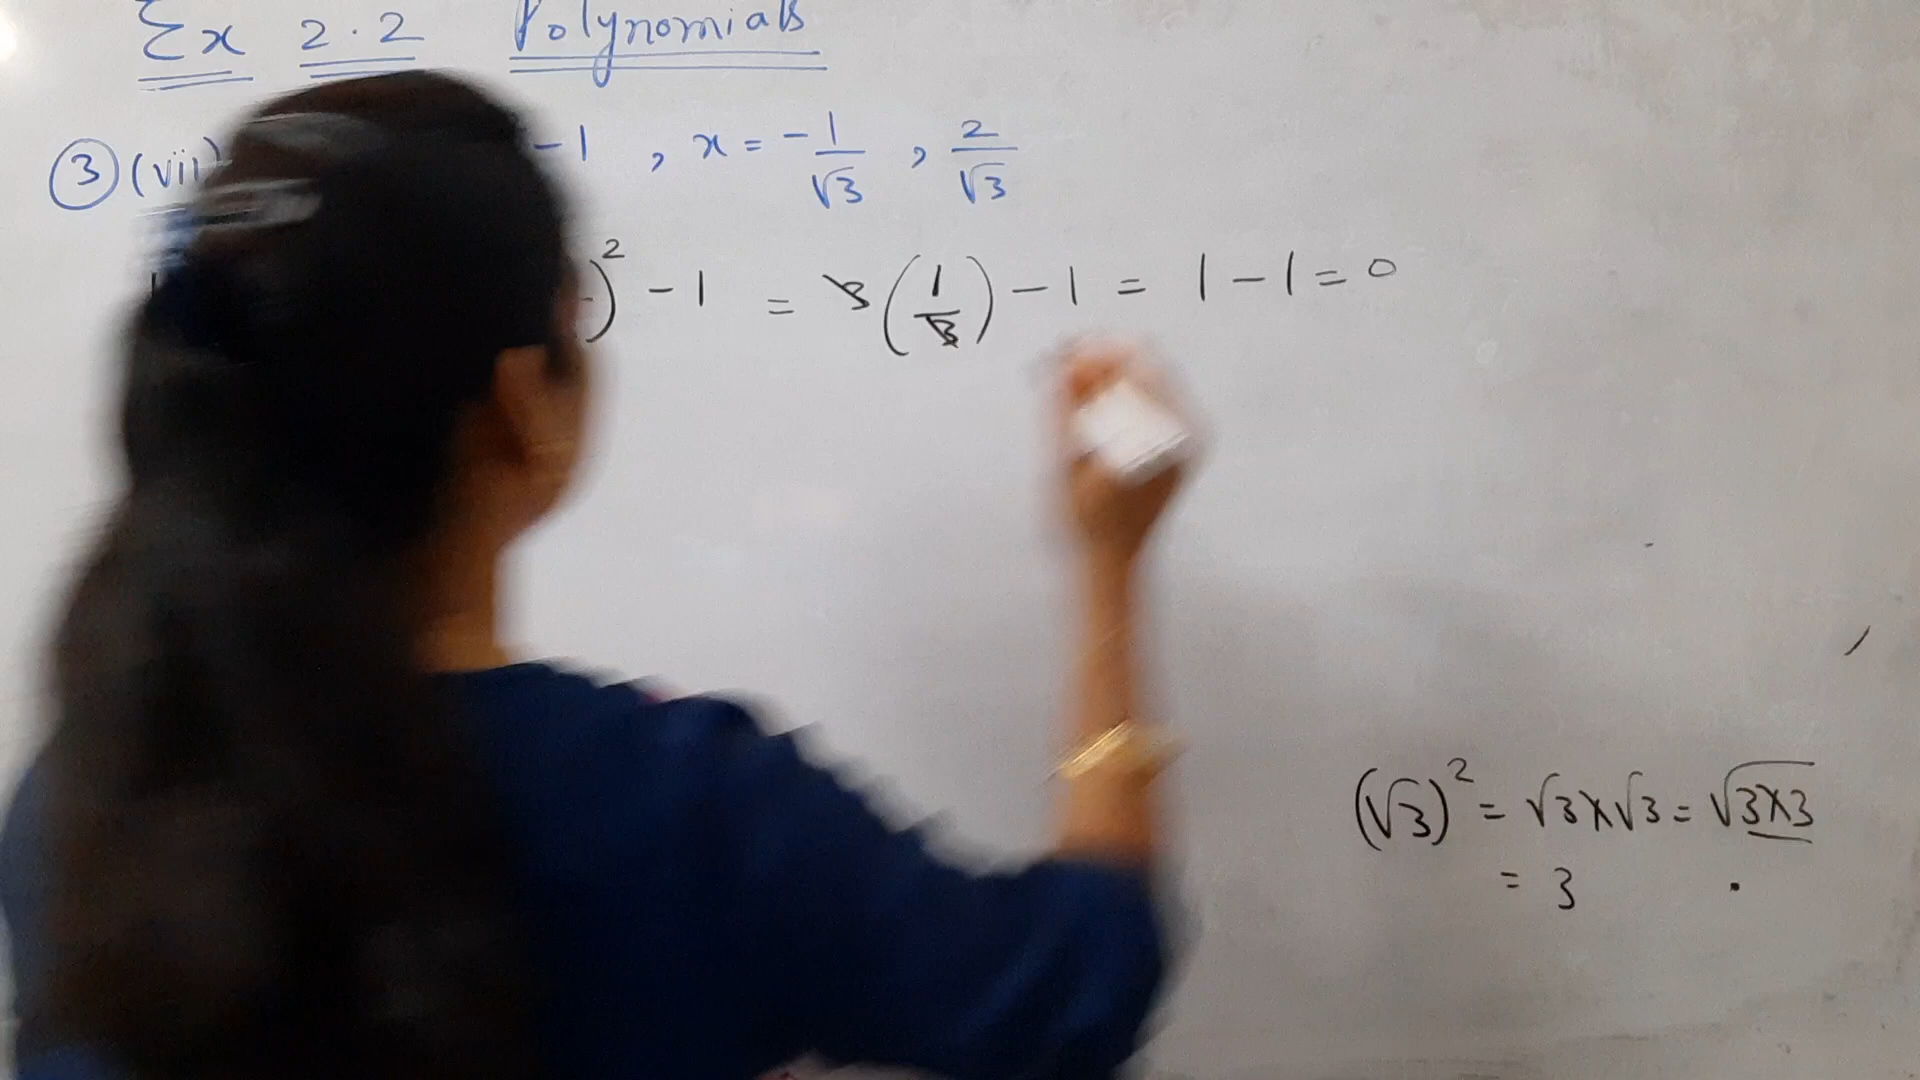 Ex 2.2 Polynomials
③ (vii) -1 , x = -1/√3 , 2/√3
)² - 1 = 3(1/3) - 1 = 1 - 1 = 0
(√3)² = √3×√3 = √3×3
= 3